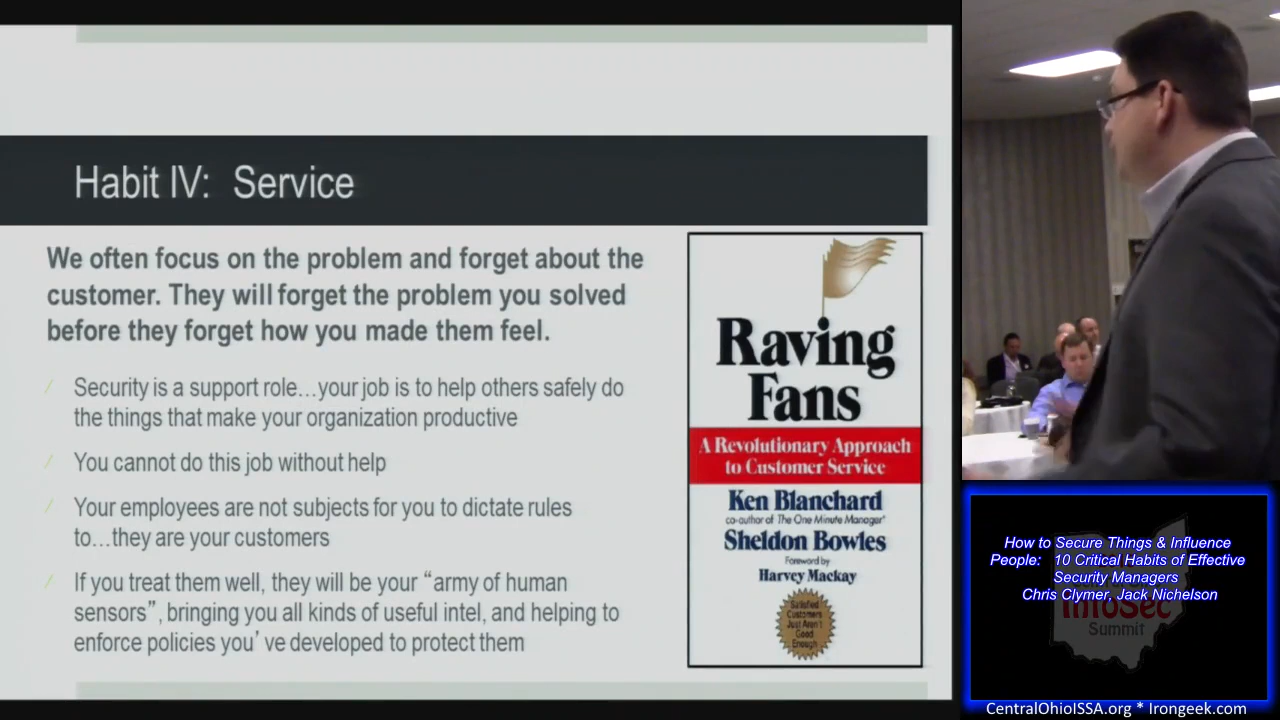 Habit IV: Service
We often focus on the problem and forget about the
customer. They will forget the problem you solved
before they forget how you made them feel.
Security is a support role...your job is to help others safely do
the things that make your organization productive
You cannot do this job without help
Your employees are not subjects for you to dictate rules
to...they are your customers
If you treat them well, they will be your “army of human
sensors”, bringing you all kinds of useful intel, and helping to
enforce policies you’ve developed to protect them
Raving
Fans
A Revolutionary Approach
to Customer Service
Ken Blanchard
co-author of The One Minute Manager®
Sheldon Bowles
Foreword by
Harvey Mackay
Satisfied
Customers
Just Aren't
Good
Enough
How to Secure Things & Influence
People: 10 Critical Habits of Effective
Security Managers
Chris Clymer, Jack Nichelson
InfoSec
Summit
CentralOhioISSA.org * Irongeek.com